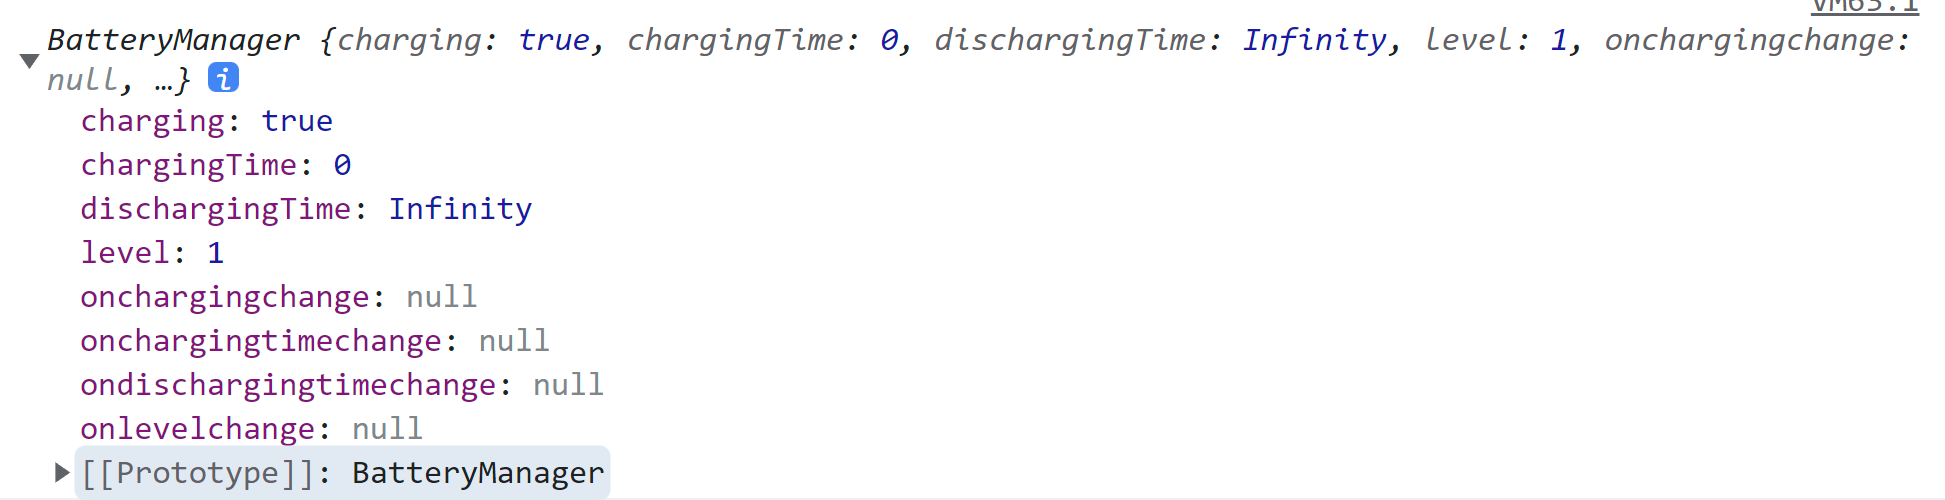 VM63:1
BatteryManager {charging: true, chargingTime: 0, dischargingTime: Infinity, level: 1, onchargingchange:
null, …} i
charging: true
chargingTime: 0
dischargingTime: Infinity
level: 1
onchargingchange: null
onchargingtimechange: null
ondischargingtimechange: null
onlevelchange: null
[[Prototype]]: BatteryManager